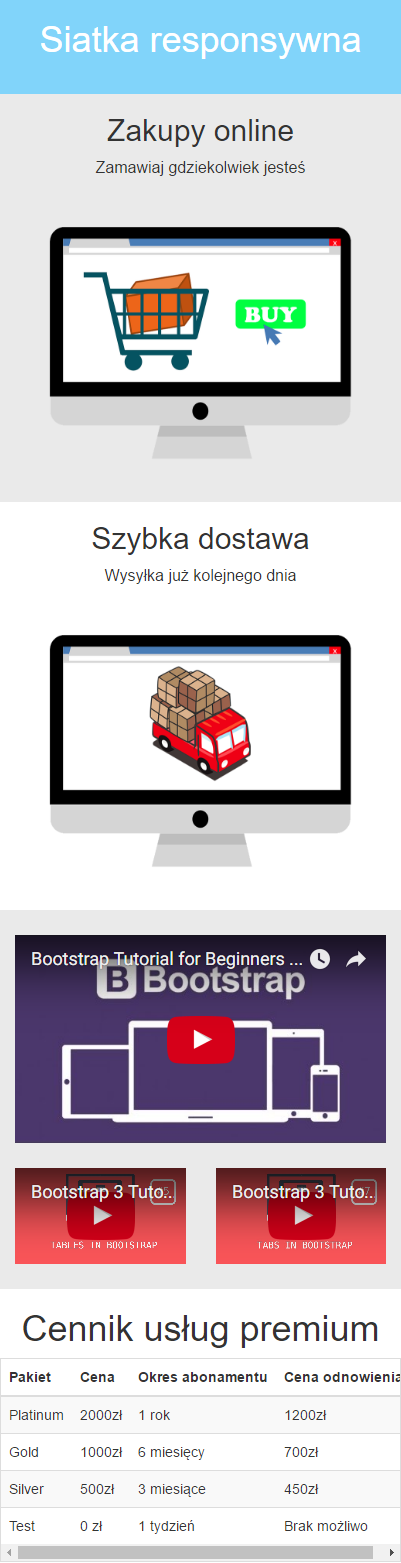 Siatka responsywna
Zakupy online
Zamawiaj gdziekolwiek jesteś
X
BUY
Szybka dostawa
Wysyłka już kolejnego dnia
X
Bootstrap Tutorial for Beginners ...
B Bootstrap
Bootstrap 3 Tuto...
TABLES IN BOOTSTRAP
Bootstrap 3 Tuto...
TABS IN BOOTSTRAP
Cennik usług premium
Pakiet Cena Okres abonamentu Cena odnowienia
Platinum 2000zł 1 rok 1200zł
Gold 1000zł 6 miesięcy 700zł
Silver 500zł 3 miesiące 450zł
Test 0 zł 1 tydzień Brak możliwo